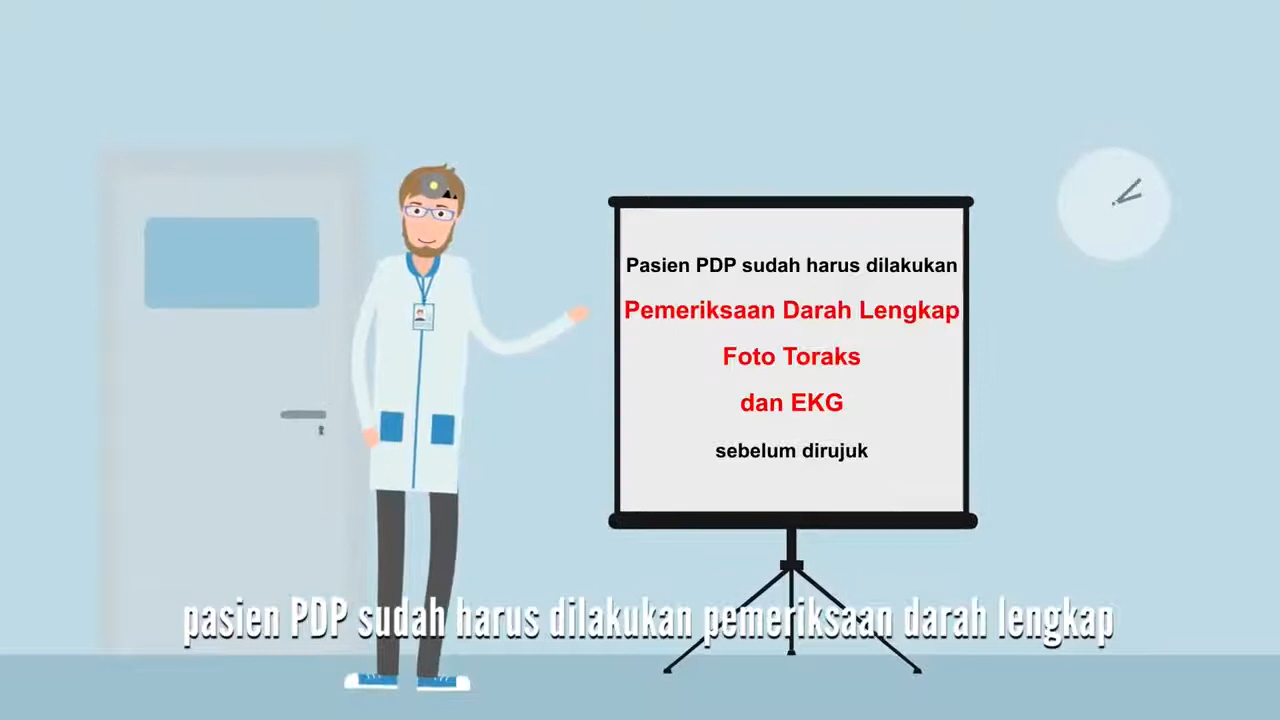 Pasien PDP sudah harus dilakukan
Pemeriksaan Darah Lengkap
Foto Toraks
dan EKG
sebelum dirujuk
pasien PDP sudah harus dilakukan pemeriksaan darah lengkap